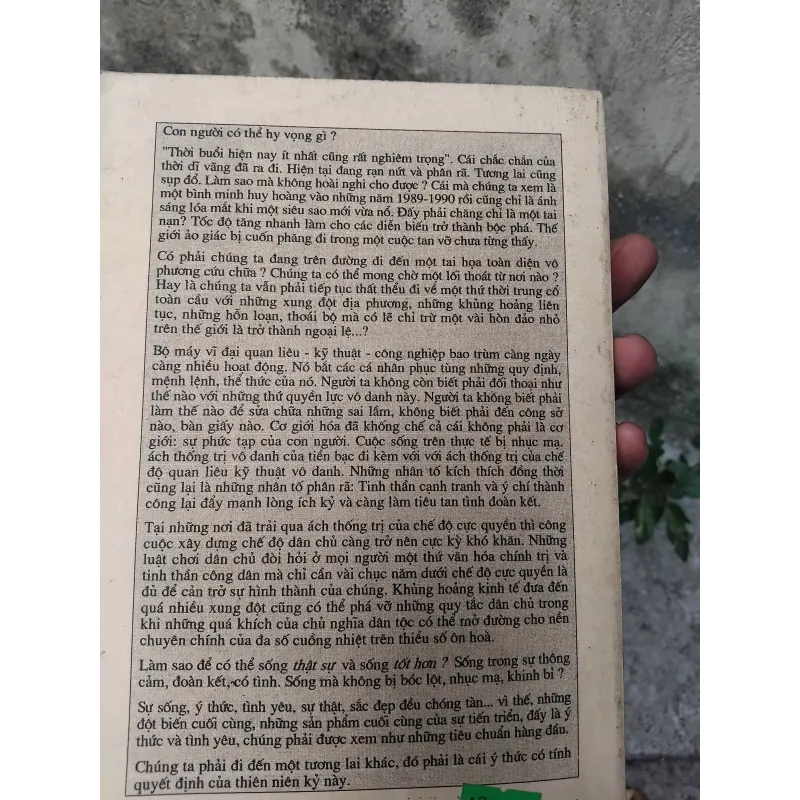 Con người có thể hy vọng gì ?
"Thời buổi hiện nay ít nhất cũng rất nghiêm trọng". Cái chắc chắn của
thời dĩ vãng đã ra đi. Hiện tại đang rạn nứt và phân rã. Tương lai cũng
sụp đổ. Làm sao mà không hoài nghi cho được ? Cái mà chúng ta xem là
một bình minh huy hoàng vào những năm 1989-1990 rồi cũng chỉ là ánh
sáng lóa mắt khi một siêu sao mới vừa nổ. Đấy phải chăng chỉ là một tai
nạn? Tốc độ tăng nhanh làm cho các diễn biến trở thành bộc phá. Thế
giới ảo giác bị cuốn phăng đi trong một cuộc tan vỡ chưa từng thấy.
Có phải chúng ta đang trên đường đi đến một tai họa toàn diện vô
phương cứu chữa ? Chúng ta có thể mong chờ một lối thoát từ nơi nào ?
Hay là chúng ta vẫn phải tiếp tục thất thểu đi về một thứ thời trung cổ
toàn cầu với những xung đột địa phương, những khủng hoảng liên
tục, những hỗn loạn, thoái bộ mà có lẽ chỉ trừ một vài hòn đảo nhỏ
trên thế giới là trở thành ngoại lệ...?
Bộ máy vĩ đại quan liêu - kỹ thuật - công nghiệp bao trùm càng ngày
càng nhiều hoạt động. Nó bắt các cá nhân phục tùng những quy định,
mệnh lệnh, thể thức của nó. Người ta không còn biết phải đối thoại như
thế nào với những thứ quyền lực vô danh này. Người ta không biết phải
làm thế nào để sửa chữa những sai lầm, không biết phải đến công sở
nào, bàn giấy nào. Cơ giới hóa đã khống chế cả cái không phải là cơ
giới: sự phức tạp của con người. Cuộc sống trên thực tế bị nhục mạ,
ách thống trị vô danh của tiền bạc đi kèm với với ách thống trị của chế
độ quan liêu kỹ thuật vô danh. Những nhân tố kích thích đồng thời
cũng lại là những nhân tố phân rã: Tinh thần cạnh tranh và ý chí thành
công lại đẩy mạnh lòng ích kỷ và càng làm tiêu tan tình đoàn kết.
Tại những nơi đã trải qua ách thống trị của chế độ cực quyền thì công
cuộc xây dựng chế độ dân chủ càng trở nên cực kỳ khó khăn. Những
luật chơi dân chủ đòi hỏi ở mọi người một thứ văn hóa chính trị và
tinh thần công dân mà chỉ cần vài chục năm dưới chế độ cực quyền là
đủ để cản trở sự hình thành của chúng. Khủng hoảng kinh tế đưa đến
quá nhiều xung đột cũng có thể phá vỡ những quy tắc dân chủ trong
khi những quá khích của chủ nghĩa dân tộc có thể mở đường cho nền
chuyên chính của đa số cuồng nhiệt trên thiểu số ôn hoà.
Làm sao để có thể sống thật sự và sống tốt hơn ? Sống trong sự thông
cảm, đoàn kết, có tình. Sống mà không bị bóc lột, nhục mạ, khinh bỉ ?
Sự sống, ý thức, tình yêu, sự thật, sắc đẹp đều chóng tàn... vì thế, những
đột biến cuối cùng, những sản phẩm cuối cùng của sự tiến triển, đấy là ý
thức và tình yêu, chúng phải được xem như những tiêu chuẩn hàng đầu.
Chúng ta phải đi đến một tương lai khác, đó phải là cái ý thức có tính
quyết định của thiên niên kỷ này.